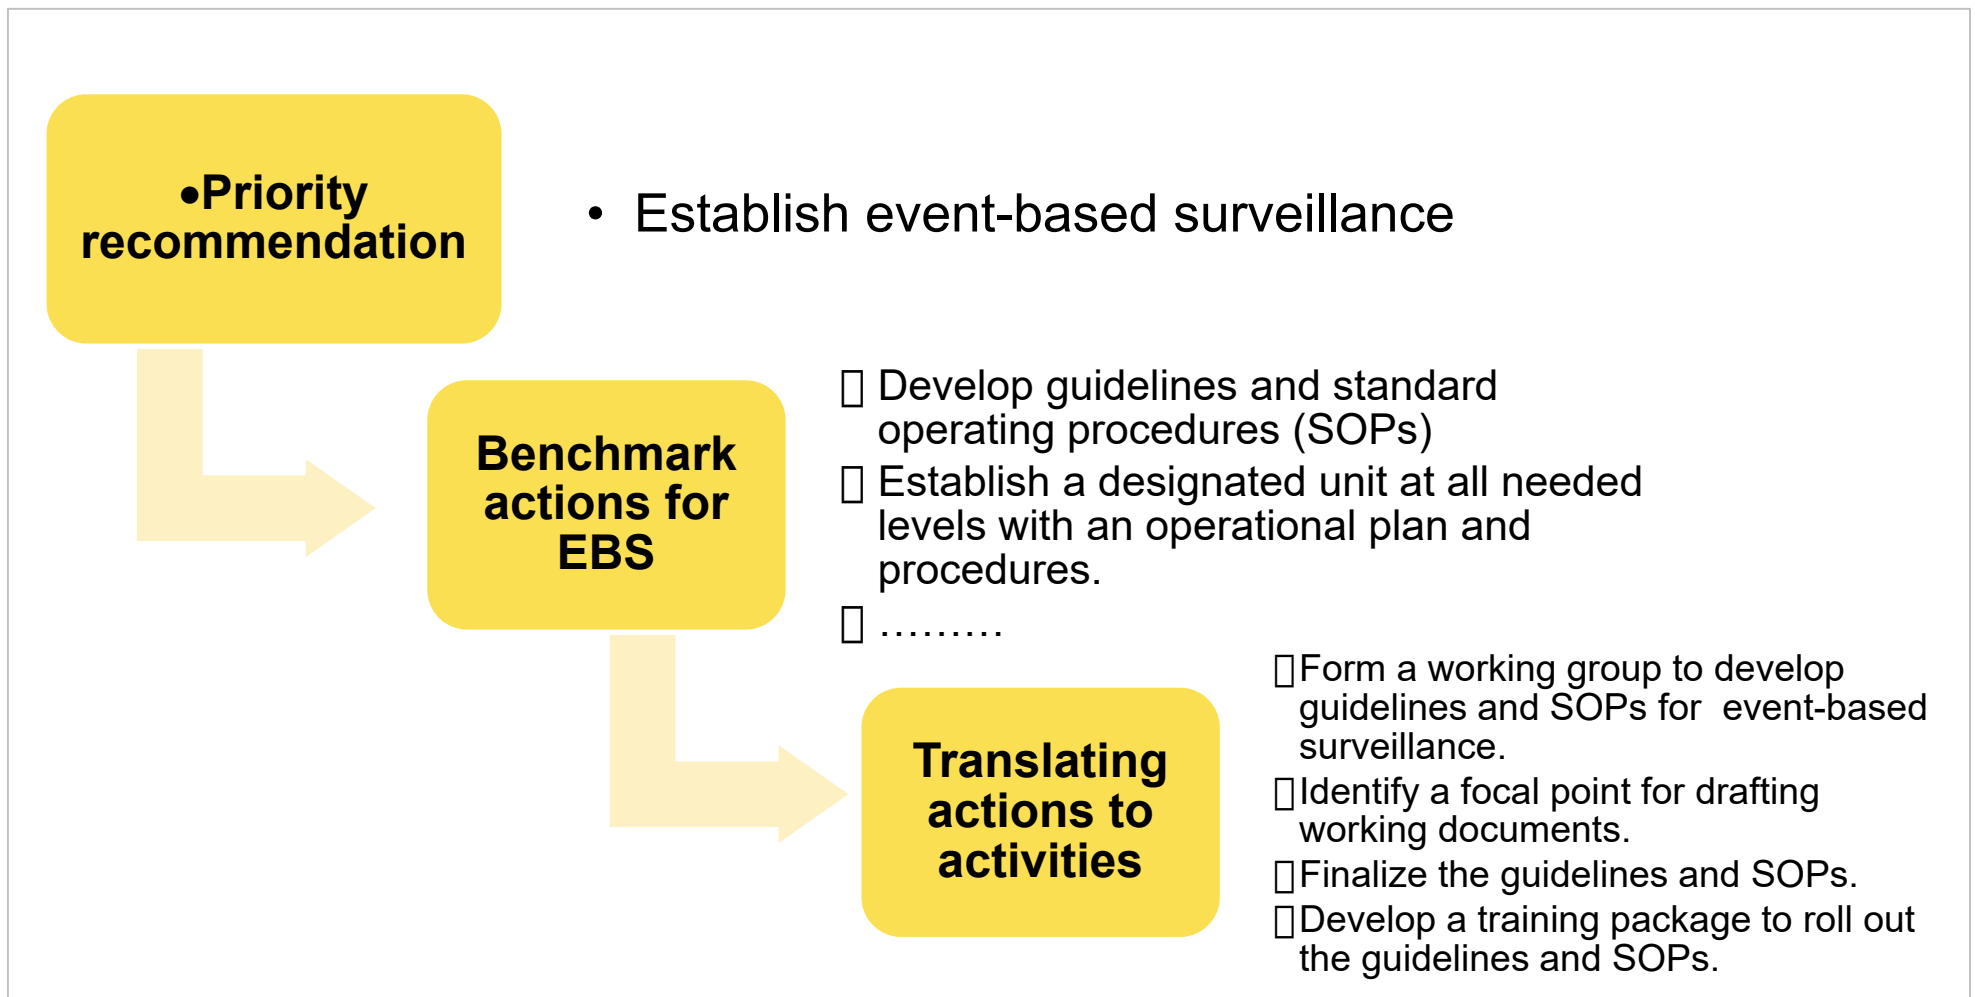 •Priority
recommendation
• Establish event-based surveillance
Benchmark
actions for
EBS
▯ Develop guidelines and standard
operating procedures (SOPs)
▯ Establish a designated unit at all needed
levels with an operational plan and
procedures.
▯ ………
Translating
actions to
activities
▯Form a working group to develop
guidelines and SOPs for  event-based
surveillance.
▯Identify a focal point for drafting
working documents.
▯Finalize the guidelines and SOPs.
▯Develop a training package to roll out
the guidelines and SOPs.